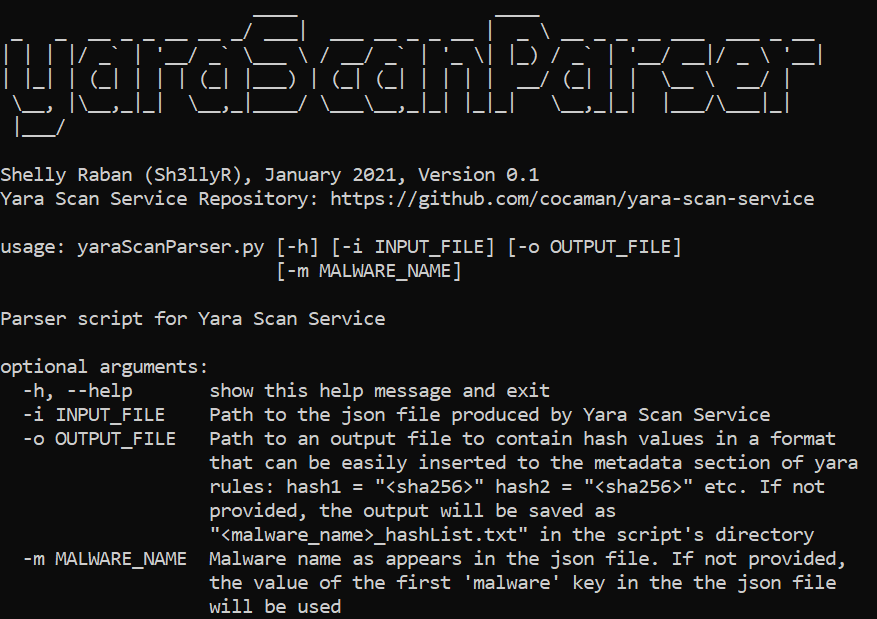 yaraScanParser
Shelly Raban (Sh3llyR), January 2021, Version 0.1
Yara Scan Service Repository: https://github.com/cocaman/yara-scan-service
usage: yaraScanParser.py [-h] [-i INPUT_FILE] [-o OUTPUT_FILE]
[-m MALWARE_NAME]
Parser script for Yara Scan Service
optional arguments:
-h, --help show this help message and exit
-i INPUT_FILE Path to the json file produced by Yara Scan Service
-o OUTPUT_FILE Path to an output file to contain hash values in a format
that can be easily inserted to the metadata section of yara
rules: hash1 = "<sha256>" hash2 = "<sha256>" etc. If not
provided, the output will be saved as
"<malware_name>_hashList.txt" in the script's directory
-m MALWARE_NAME Malware name as appears in the json file. If not provided,
the value of the first 'malware' key in the the json file
will be used